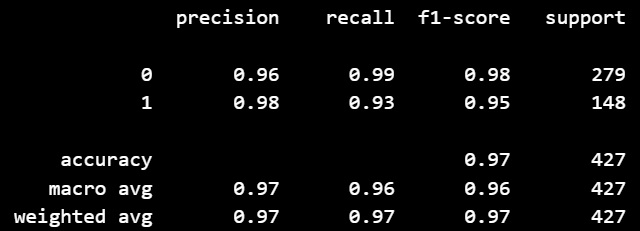 precision recall f1-score support
0 0.96 0.99 0.98 279
1 0.98 0.93 0.95 148
accuracy 0.97 427
macro avg 0.97 0.96 0.96 427
weighted avg 0.97 0.97 0.97 427